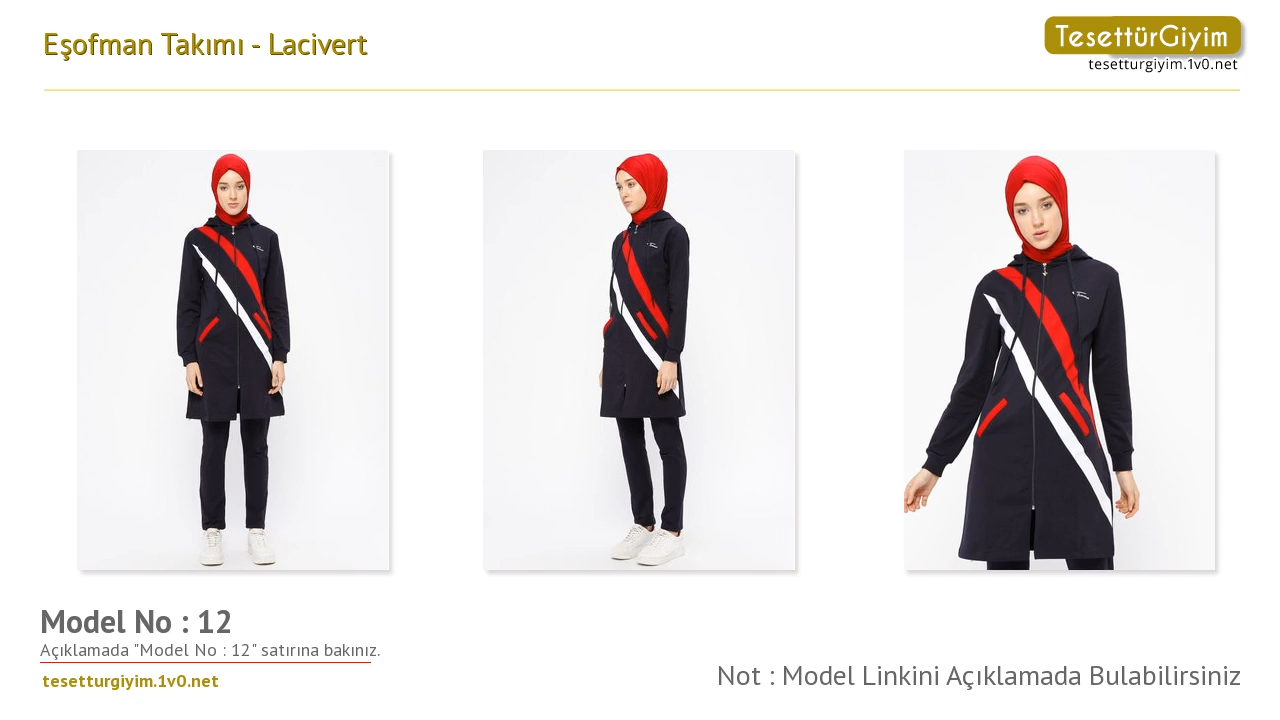 Eşofman Takımı - Lacivert
TesettürGiyim
tesetturgiyim.1v0.net
Model No : 12
Açıklamada "Model No : 12" satırına bakınız.
tesetturgiyim.1v0.net
Not : Model Linkini Açıklamada Bulabilirsiniz